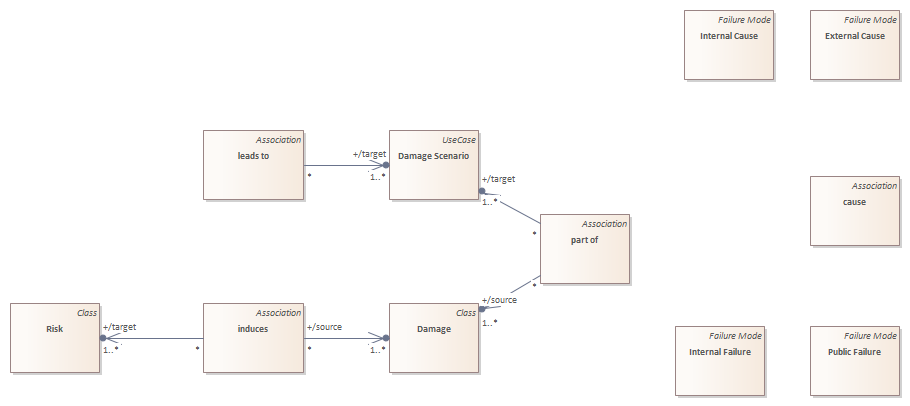 Failure Mode
Internal Cause
Failure Mode
External Cause
Association
leads to
+/target
*
1..*
UseCase
Damage Scenario
+/target
1..*
*
Association
part of
*
Association
cause
+/source
1..*
Class
Risk
+/target
1..*
*
Association
induces
+/source
*
1..*
Class
Damage
Failure Mode
Internal Failure
Failure Mode
Public Failure